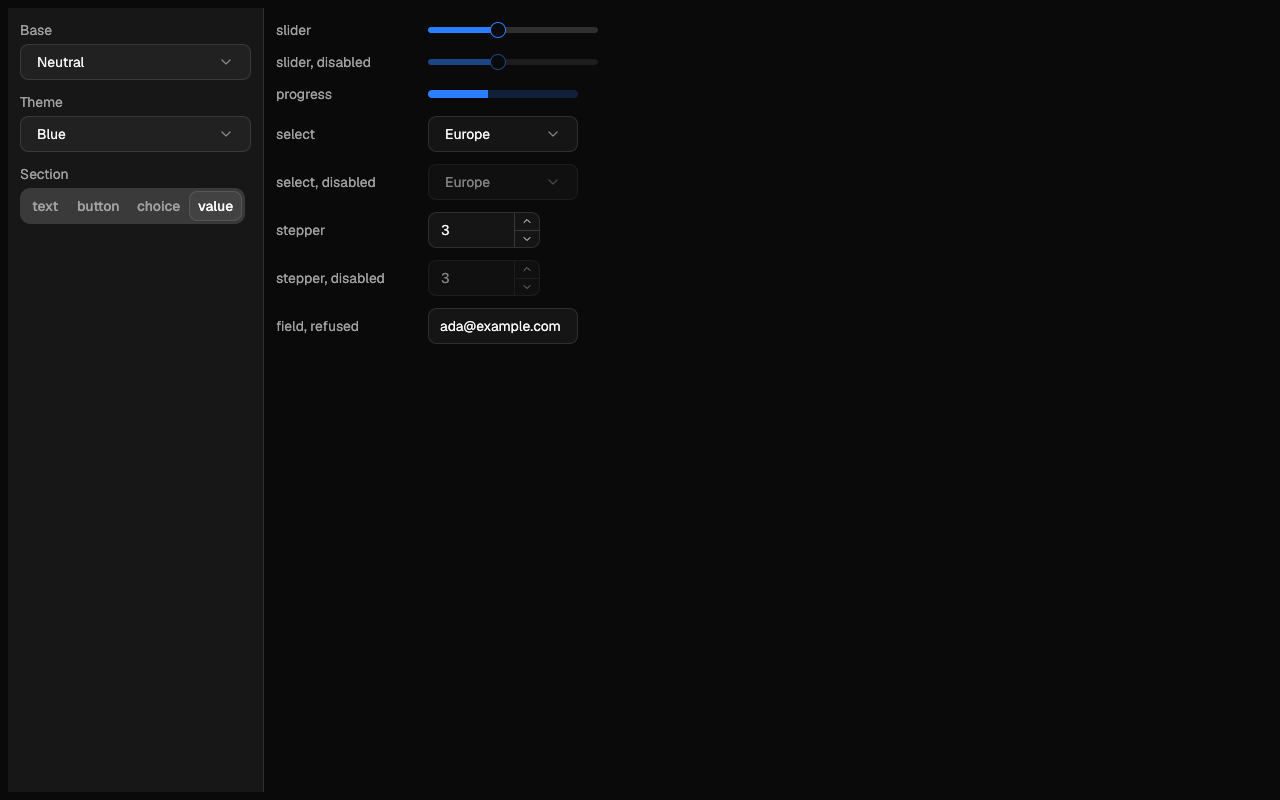 Base
Neutral
Theme
Blue
Section
text button choice value
slider
slider, disabled
progress
select Europe
select, disabled Europe
stepper 3
stepper, disabled 3
field, refused ada@example.com